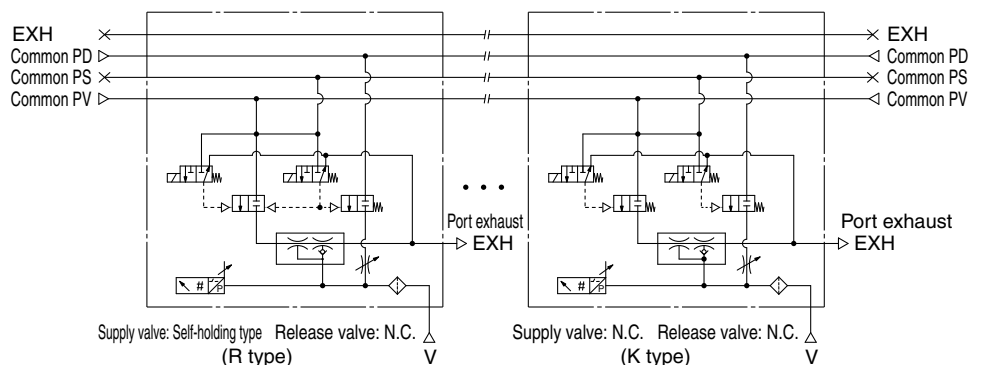 EXH EXH
Common PD Common PD
Common PS Common PS
Common PV Common PV
• • •
Port exhaust Port exhaust
EXH EXH
# P # P
Supply valve: Self-holding type Release valve: N.C. Supply valve: N.C. Release valve: N.C.
(R type) V (K type) V